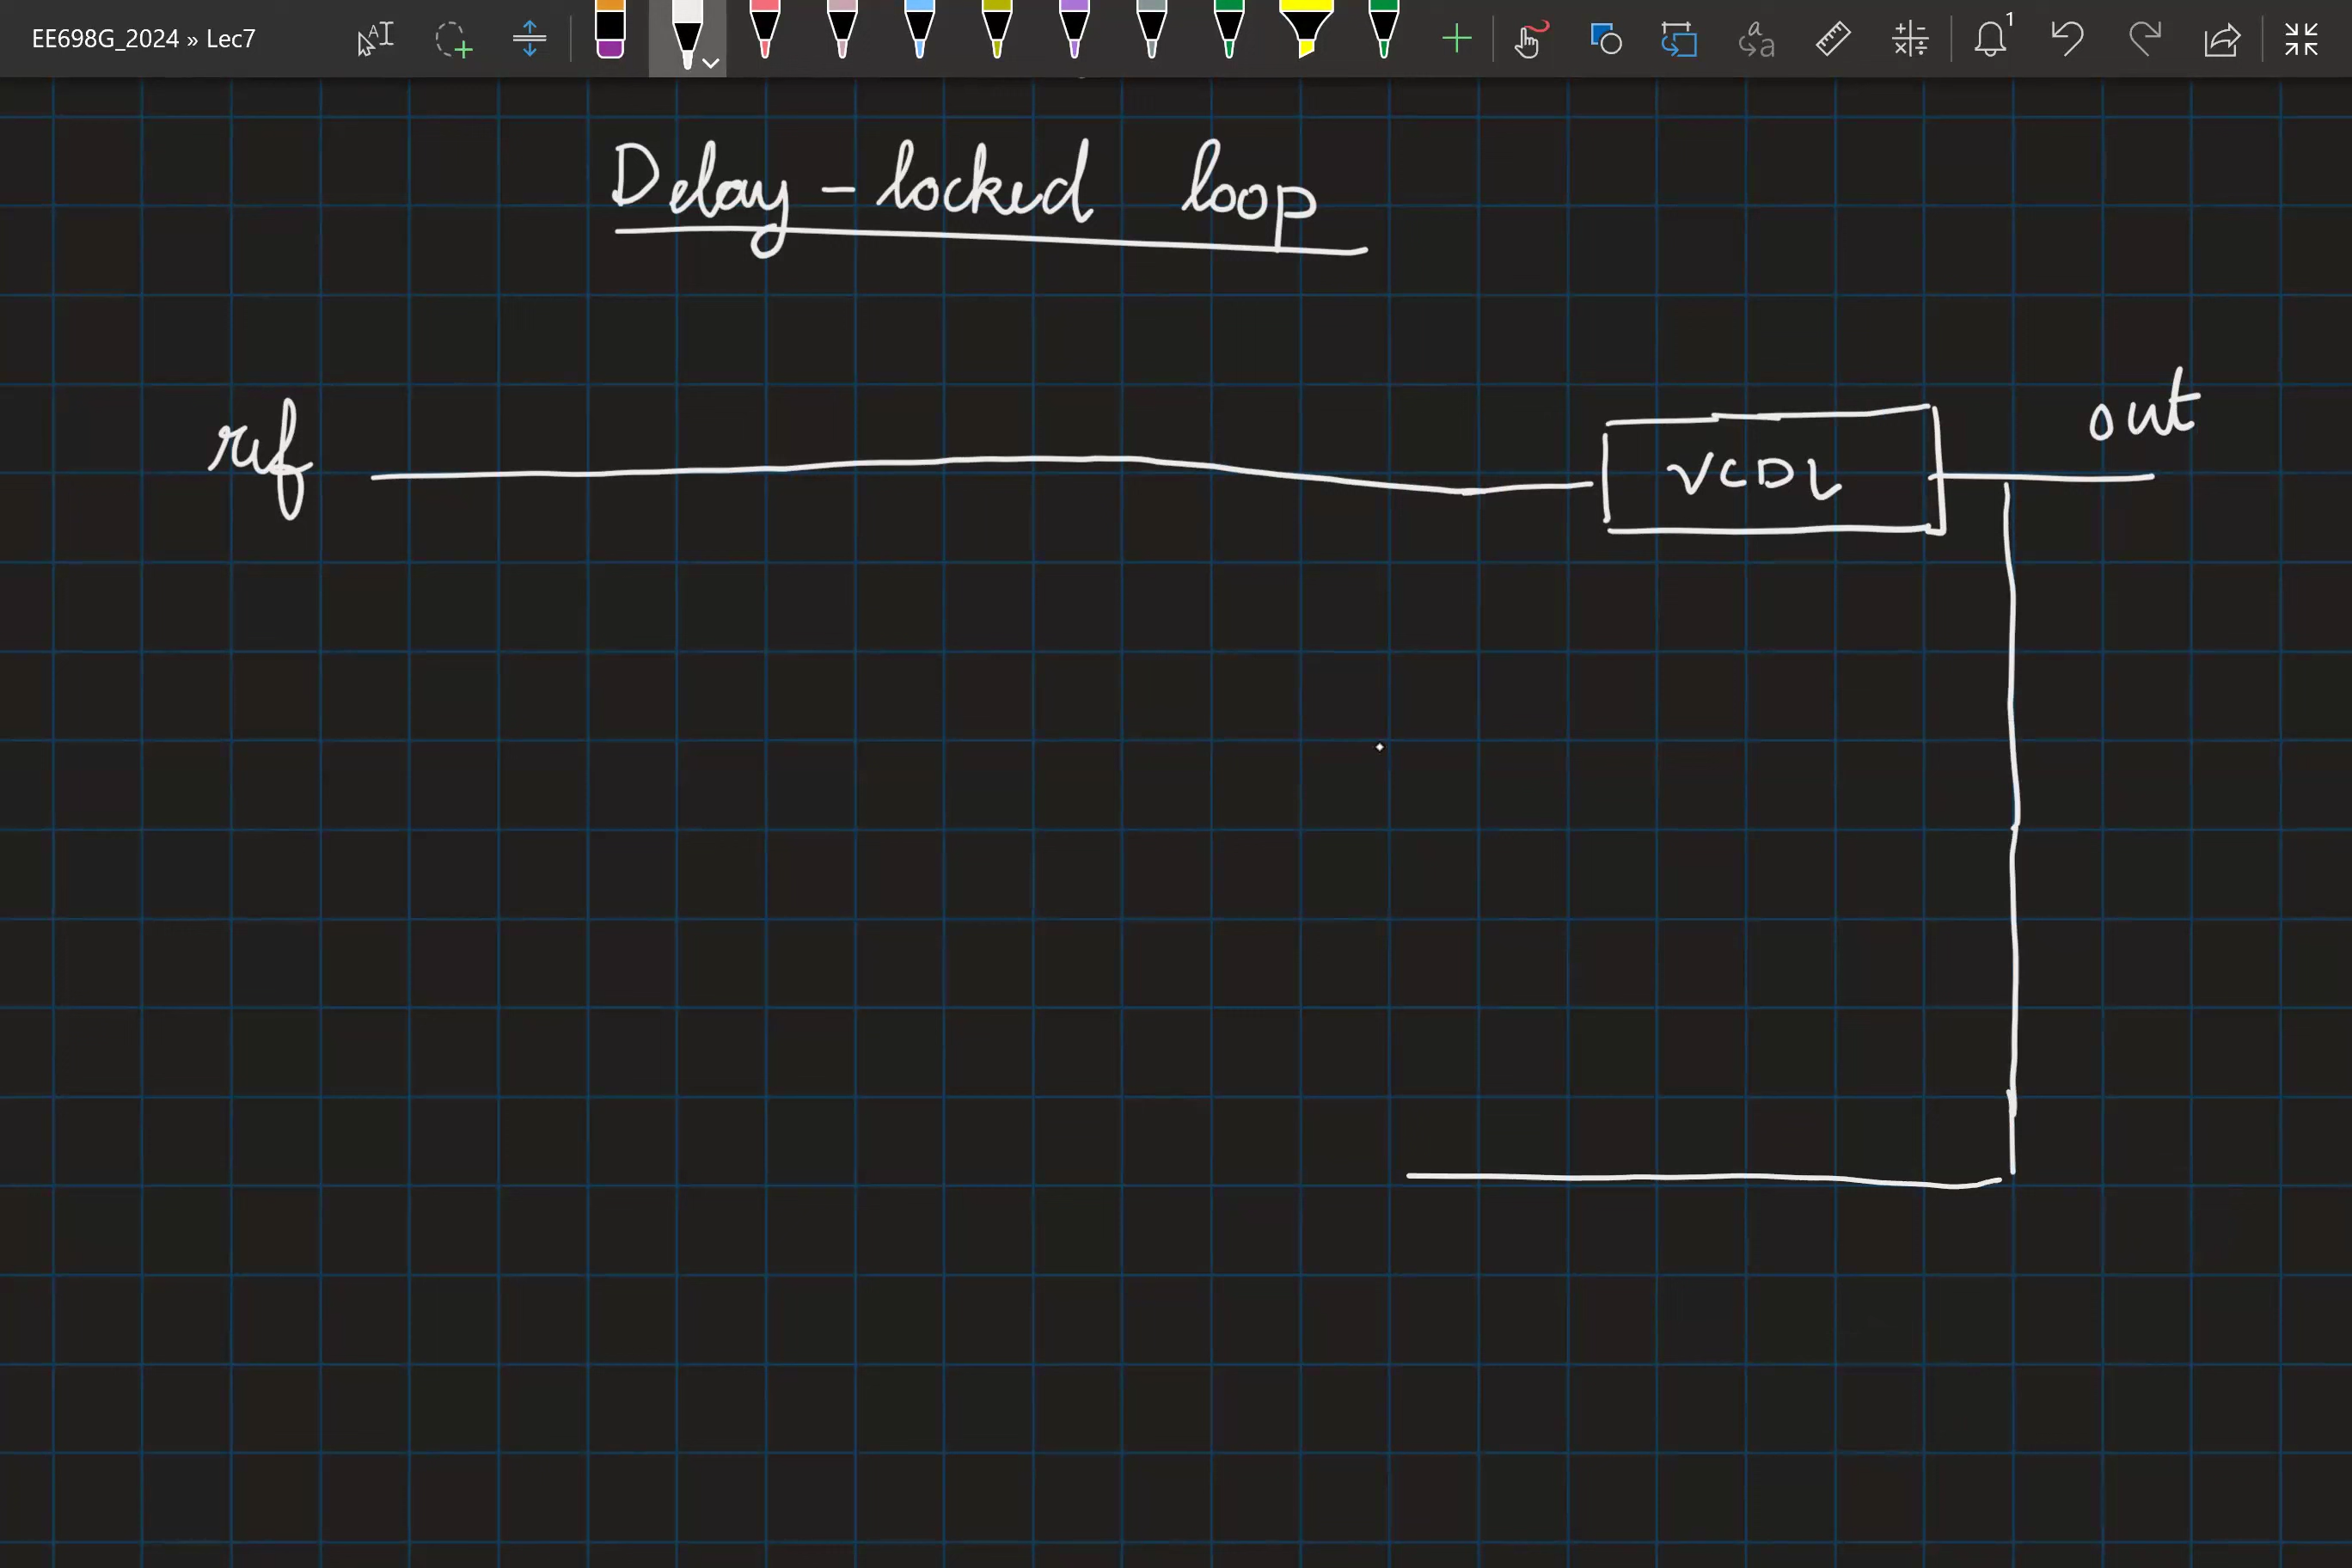 EE698G_2024 » Lec7
Delay-locked loop
ref
VCDL
out